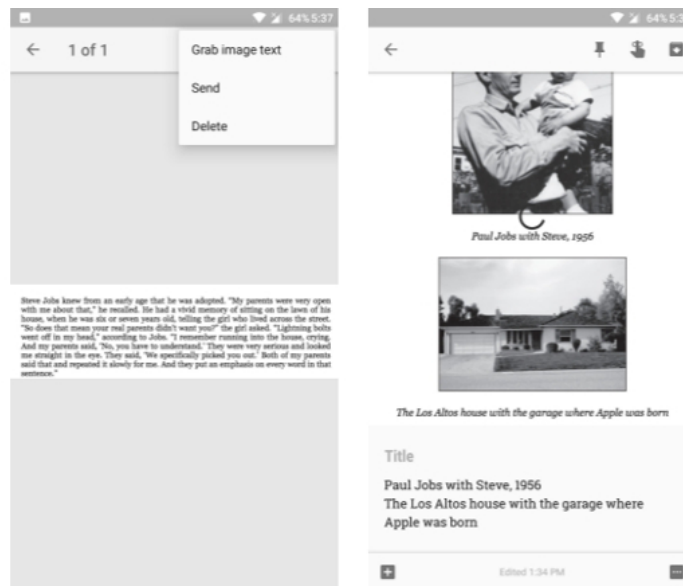 64% 5:37
1 of 1
Grab image text
Send
Delete
Steve Jobs knew from an early age that he was adopted. "My parents were very open
with me about that," he recalled. He had a vivid memory of sitting on the lawn of his
house, when he was six or seven years old, telling the girl who lived across the street.
"So does that mean your real parents didn't want you?" the girl asked. "Lightning bolts
went off in my head," according to Jobs. "I remember running into the house, crying.
And my parents said, 'No, you have to understand.' They were very serious and looked
me straight in the eye. They said, 'We specifically picked you out.' Both of my parents
said that and repeated it slowly for me. And they put an emphasis on every word in that
sentence."
64% 5:3
Paul Jobs with Steve, 1956
The Los Altos house with the garage where Apple was born
Title
Paul Jobs with Steve, 1956
The Los Altos house with the garage where
Apple was born
Edited 1:34 PM